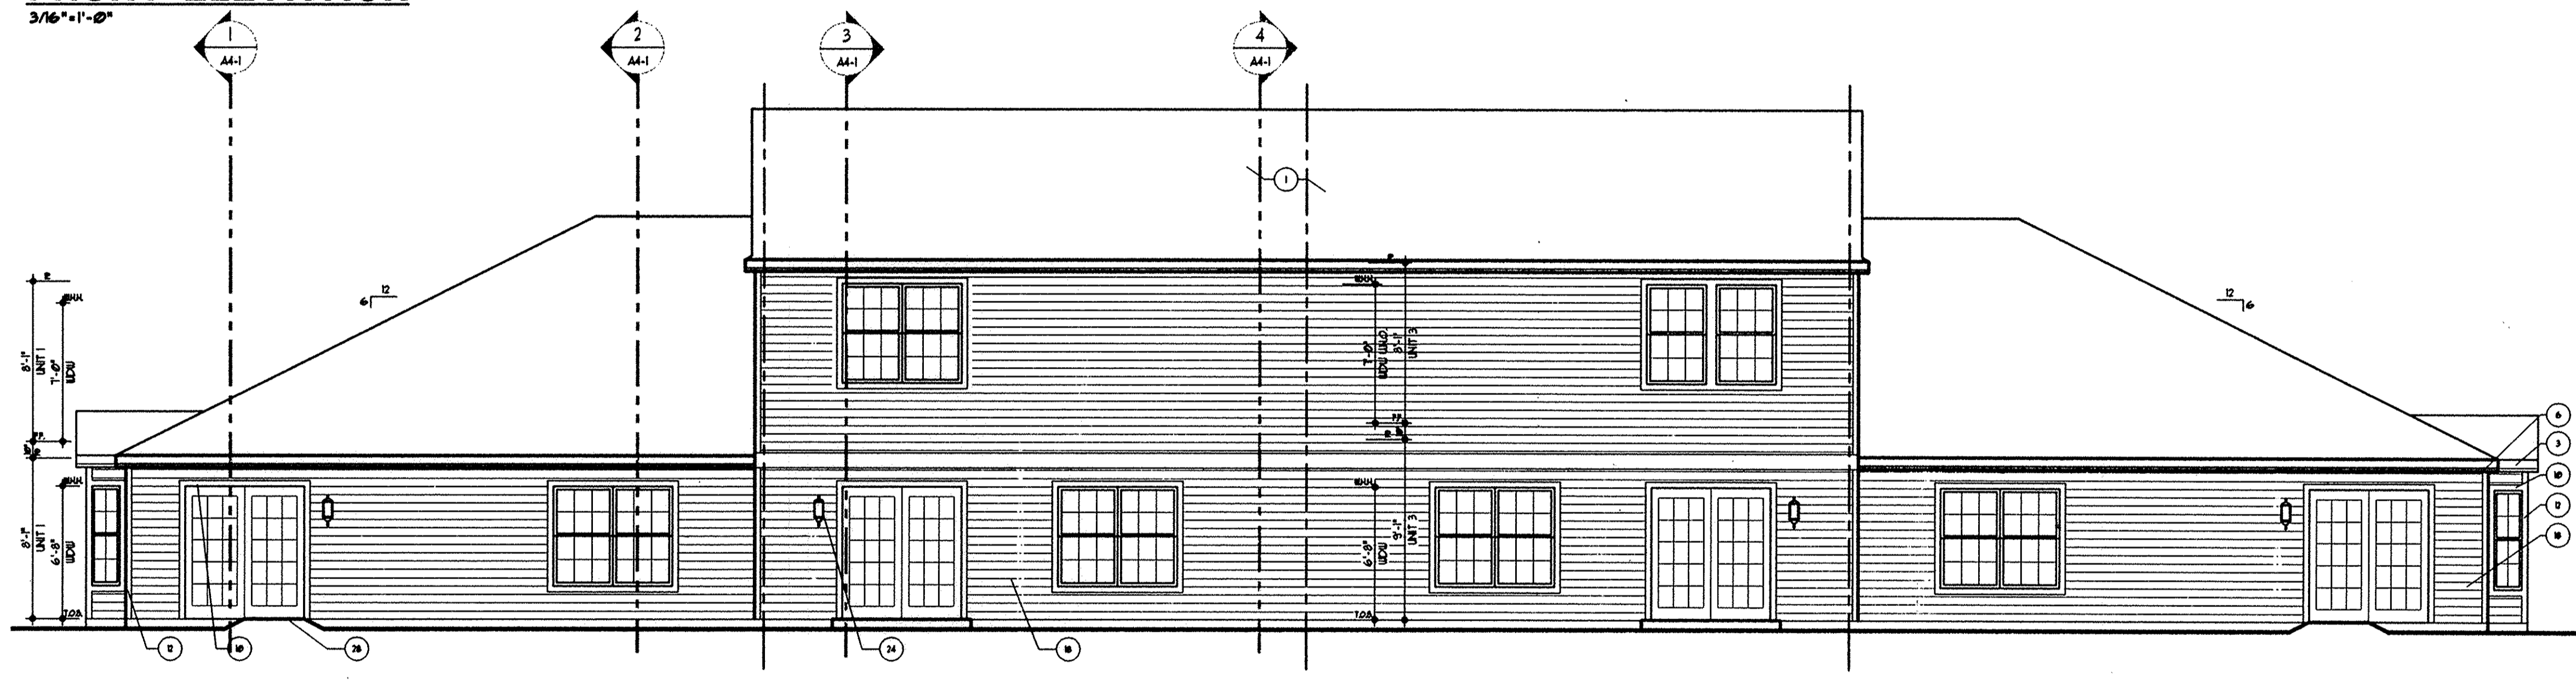 3/16"=1'-0"
1
A4-1
2
A4-1
3
A4-1
4
A4-1
1
12
6
12
6
8'-1"
UNIT 1
7'-0"
WDW
W.H.H.
8'-1"
UNIT 1
6'-8"
WDW
W.H.H.
T.O.S.
W.H.H.
7'-0"
WDW U.N.O.
8'-1"
UNIT 3
W.H.H.
6'-8"
WDW
9'-1"
UNIT 3
T.O.S.
6
3
10
12
18
12
10
28
24
18